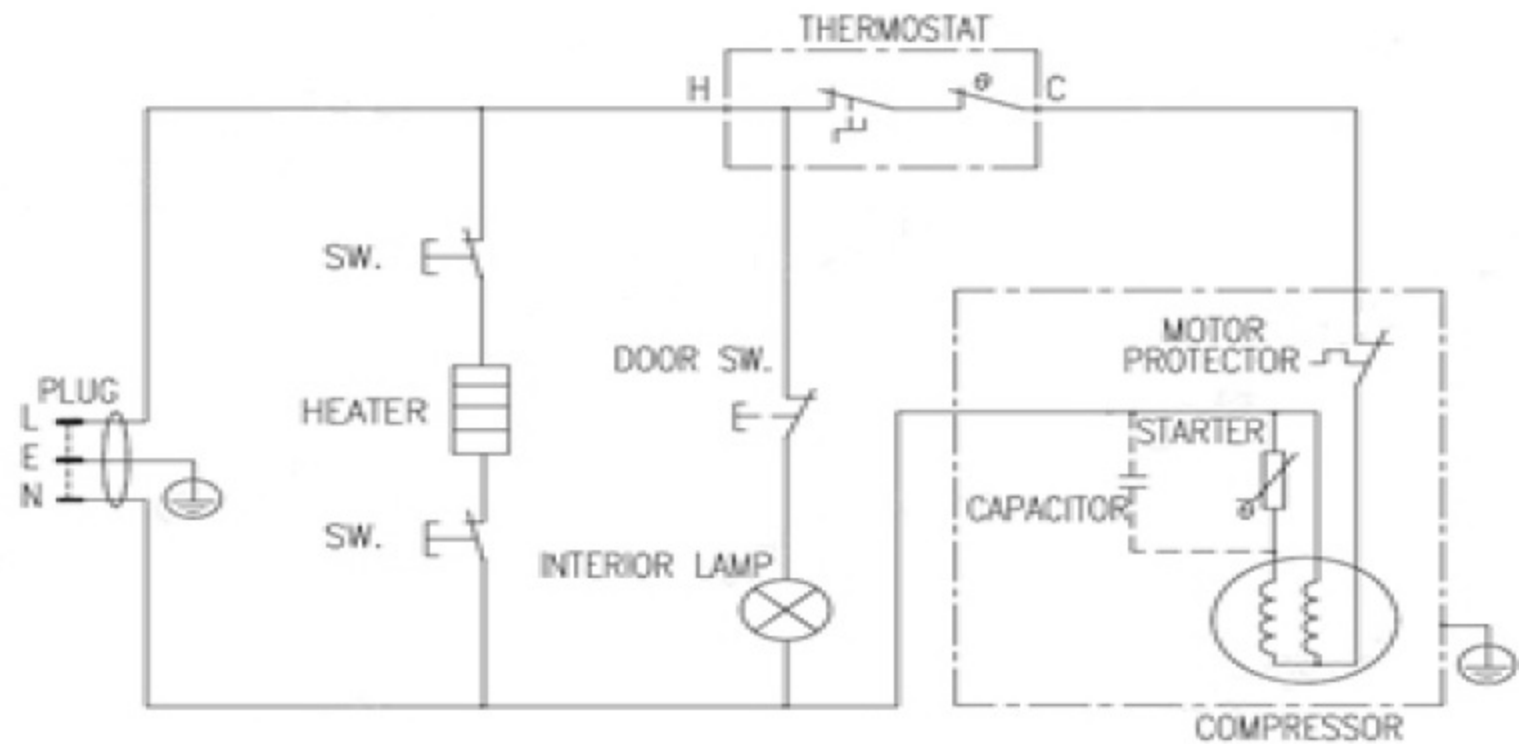 THERMOSTAT
H
C
SW.
MOTOR
PROTECTOR
DOOR SW.
PLUG
L
HEATER
STARTER
E
N
CAPACITOR
θ
SW.
INTERIOR LAMP
COMPRESSOR